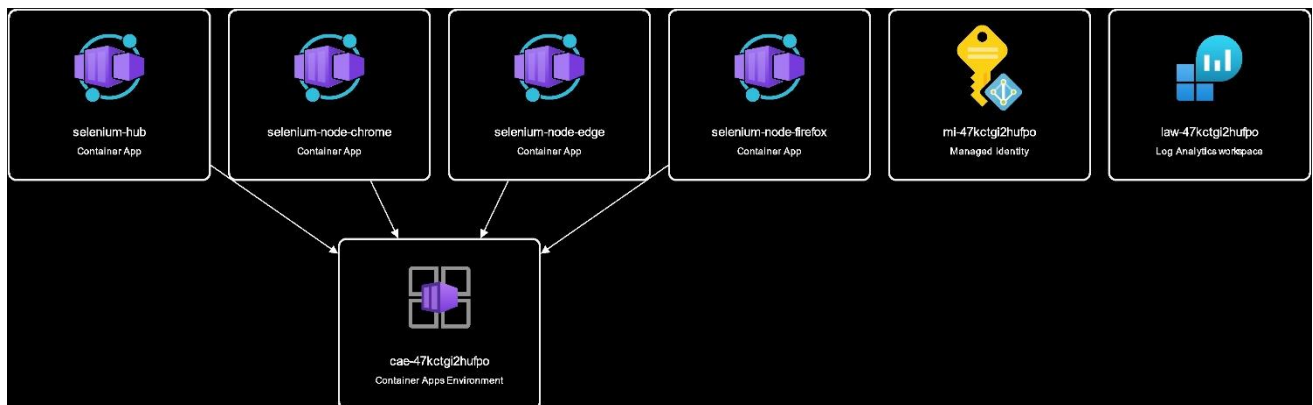 selenium-hub
Container App
selenium-node-chrome
Container App
selenium-node-edge
Container App
selenium-node-firefox
Container App
mi-47kctgi2hufpo
Managed Identity
law-47kctgi2hufpo
Log Analytics workspace
cae-47kctgi2hufpo
Container Apps Environment